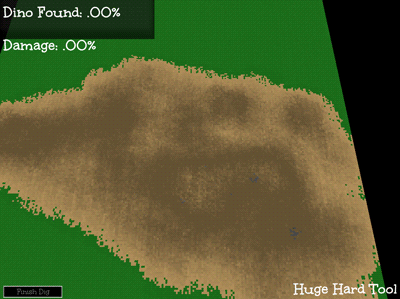 Dino Found: .00%
Damage: .00%
Finish Dig
Huge Hard Tool